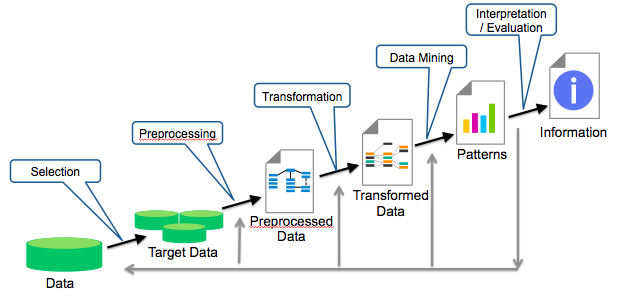 Interpretation
/ Evaluation
Data Mining
Information
Transformation
Patterns
Preprocessing
Transformed
Data
Selection
Preprocessed
Data
Target Data
Data